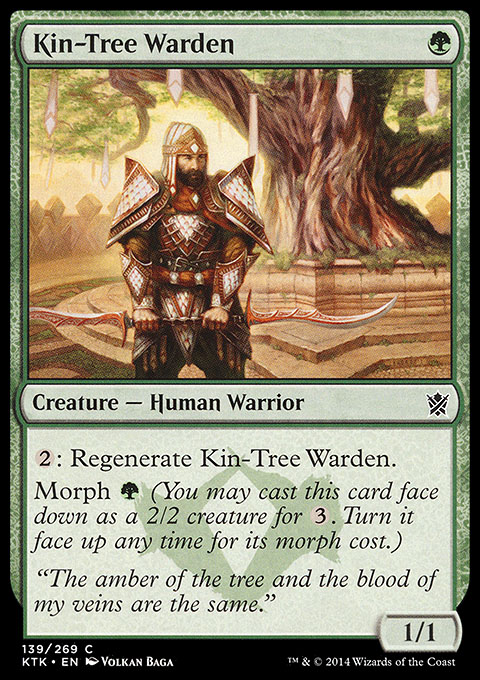 Kin-Tree Warden
Creature — Human Warrior
2: Regenerate Kin-Tree Warden.
Morph (You may cast this card face
down as a 2/2 creature for 3. Turn it
face up any time for its morph cost.)
“The amber of the tree and the blood of
my veins are the same.”
1/1
139/269 C
KTK • EN Volkan Baga
™ & © 2014 Wizards of the Coast